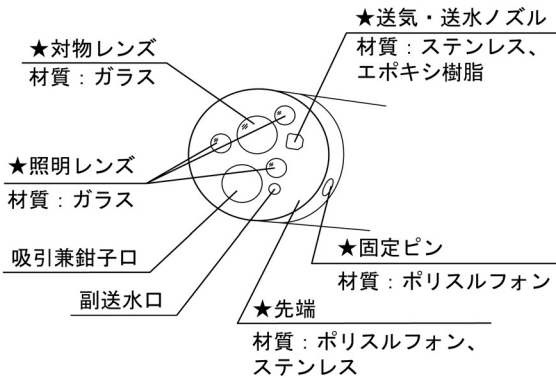 ★送気・送水ノズル
材質：ステンレス、
エポキシ樹脂
★対物レンズ
材質：ガラス
★照明レンズ
材質：ガラス
吸引兼鉗子口
副送水口
★固定ピン
材質：ポリスルフォン
★先端
材質：ポリスルフォン、
ステンレス